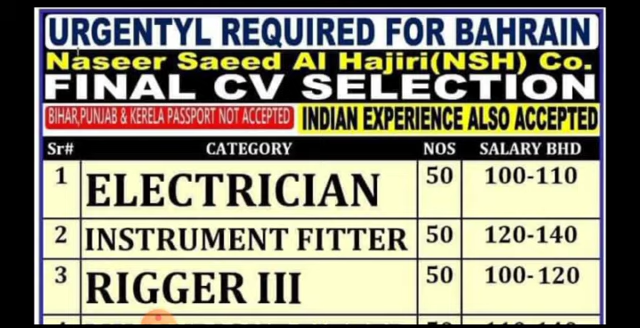 URGENTYL REQUIRED FOR BAHRAIN
Naseer Saeed Al Hajiri(NSH) Co.
FINAL CV SELECTION
BIHAR,PUNJAB & KERELA PASSPORT NOT ACCEPTED INDIAN EXPERIENCE ALSO ACCEPTED
Sr# CATEGORY NOS SALARY BHD
1 ELECTRICIAN 50 100-110
2 INSTRUMENT FITTER 50 120-140
3 RIGGER III 50 100-120